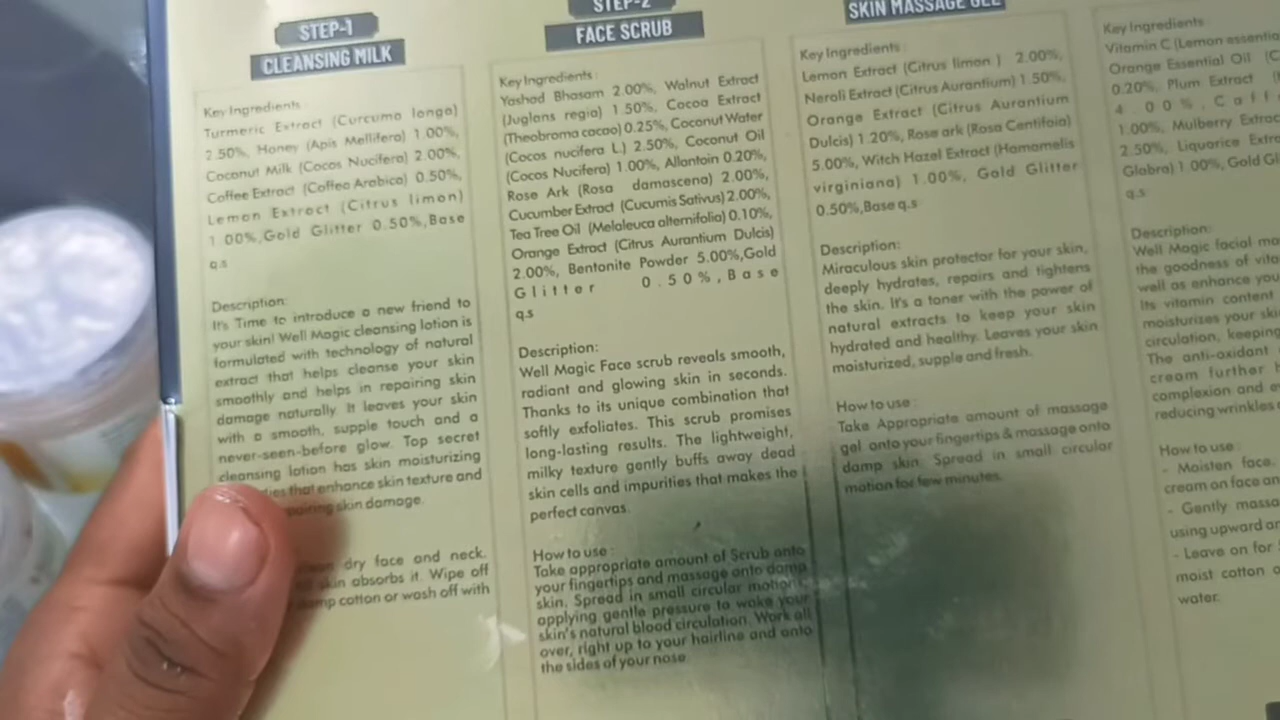 STEP-1
CLEANSING MILK
Key Ingredients
Turmeric Extract (Curcuma longa)
2.50%, Honey (Apis Mellifera) 1.00%,
Coconut Milk (Cocos Nucifera) 2.00%,
Coffee Extract (Coffea Arabica) 0.50%,
Lemon Extract (Citrus limon)
1.00%,Gold Glitter 0.50%,Base
q.s
Description:
It's Time to introduce a new friend to
your skin! Well Magic cleansing lotion is
formulated with technology of natural
extract that helps cleanse your skin
smoothly and helps in repairing skin
damage naturally. It leaves your skin
with a smooth, supple touch and a
never-seen-before glow. Top secret
cleansing lotion has skin moisturizing
that enhance skin texture and
skin damage.
dry face and neck.
skin absorbs it. Wipe off
cotton or wash off with
STEP-2
FACE SCRUB
Key Ingredients :
Yashad Bhasam 2.00%, Walnut Extract
(Juglans regia) 1.50%, Cocoa Extract
(Theobroma cacao) 0.25%, Coconut Water
(Cocos nucifera L.) 2.50%, Coconut Oil
(Cocos Nucifera) 1.00%, Allantoin 0.20%,
Rose Ark (Rosa damascena) 2.00%,
Cucumber Extract (Cucumis Sativus) 2.00%,
Tea Tree Oil (Melaleuca alternifolia) 0.10%,
Orange Extract (Citrus Aurantium Dulcis)
2.00%, Bentonite Powder 5.00%,Gold
Glitter 0.50%,Base
q.s
Description:
Well Magic Face scrub reveals smooth,
radiant and glowing skin in seconds.
Thanks to its unique combination that
softly exfoliates. This scrub promises
long-lasting results. The lightweight,
milky texture gently buffs away dead
skin cells and impurities that makes the
perfect canvas.
How to use :
Take appropriate amount of Scrub onto
your fingertips and massage onto damp
skin. Spread in small circular motions,
applying gentle pressure to wake your
skin's natural blood circulation. Work all
over, right up to your hairline and onto
the sides of your nose.
SKIN MASSAGE GEL
Key Ingredients :
Lemon Extract (Citrus limon ) 2.00%,
Neroli Extract (Citrus Aurantium) 1.50%,
Orange Extract (Citrus Aurantium
Dulcis) 1.20%, Rose ark (Rosa Centifoia)
5.00%, Witch Hazel Extract (Hamamelis
virginiana) 1.00%, Gold Glitter
0.50%,Base q.s
Description:
Miraculous skin protector for your skin,
deeply hydrates, repairs and tightens
the skin. It's a toner with the power of
natural extracts to keep your skin
hydrated and healthy. Leaves your skin
moisturized, supple and fresh.
How to use :
Take Appropriate amount of massage
gel onto your fingertips & massage onto
damp skin. Spread in small circular
motion for few minutes.
Key Ingredients
Vitamin C (Lemon
Orange Essential Oil
0.20%, Plum Extract
4.00%,
1.00%, Mulberry
2.50%, Liquorice
Glabra) 1.00%, Gold
q.s
Description:
Well Magic facial
the goodness of
well as enhance
Its vitamin content
moisturizes your
circulation, keeping
The anti-oxidant
cream further
complexion and
reducing wrinkles
How to use :
- Moisten face.
cream on face
- Gently
using upward
- Leave on for
moist cotton
water.